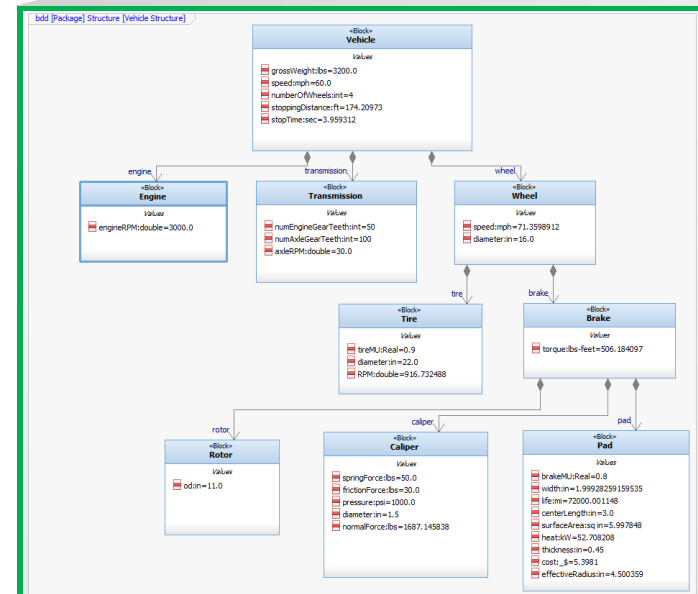 bdd [Package] Structure [Vehicle Structure]
«Block»
Vehicle
Values
grossWeight:lbs=3200.0
speed:mph=60.0
numberOfWheels:int=4
stoppingDistance:ft=174.20973
stopTime:sec=3.959312
engine
transmission
wheel
«Block»
Engine
Values
engineRPM:double=3000.0
«Block»
Transmission
Values
numEngineGearTeeth:int=50
numAxleGearTeeth:int=100
axleRPM:double=30.0
«Block»
Wheel
Values
speed:mph=71.3598912
diameter:in=16.0
tire
brake
«Block»
Tire
Values
tireMU:Real=0.9
diameter:in=22.0
RPM:double=916.732488
«Block»
Brake
Values
torque:lbs-feet=506.184097
rotor
caliper
pad
«Block»
Rotor
Values
od:in=11.0
«Block»
Caliper
Values
springForce:lbs=50.0
frictionForce:lbs=30.0
pressure:psi=1000.0
diameter:in=1.5
normalForce:lbs=1687.145838
«Block»
Pad
Values
brakeMU:Real=0.8
width:in=1.99928259159535
life:mi=72000.001148
centerLength:in=3.0
surfaceArea:sq in=5.997848
heat:kW=52.708208
thickness:in=0.45
cost:_$=5.3981
effectiveRadius:in=4.500359